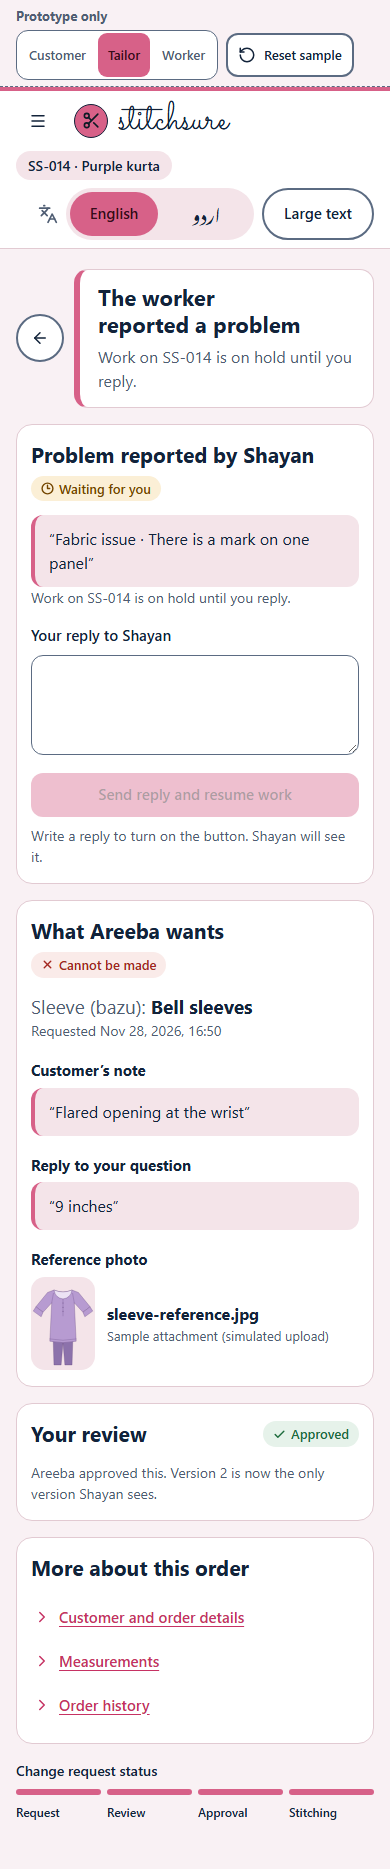 Prototype only
Customer
Tailor
Worker
Reset sample
stitchsure
SS-014 · Purple kurta
English
اردو
Large text
The worker
reported a problem
Work on SS-014 is on hold until you
reply.
Problem reported by Shayan
Waiting for you
“Fabric issue · There is a mark on one
panel”
Work on SS-014 is on hold until you reply.
Your reply to Shayan
Send reply and resume work
Write a reply to turn on the button. Shayan will see
it.
What Areeba wants
Cannot be made
Sleeve (bazu): Bell sleeves
Requested Nov 28, 2026, 16:50
Customer’s note
“Flared opening at the wrist”
Reply to your question
“9 inches”
Reference photo
sleeve-reference.jpg
Sample attachment (simulated upload)
Your review
Approved
Areeba approved this. Version 2 is now the only
version Shayan sees.
More about this order
Customer and order details
Measurements
Order history
Change request status
Request
Review
Approval
Stitching